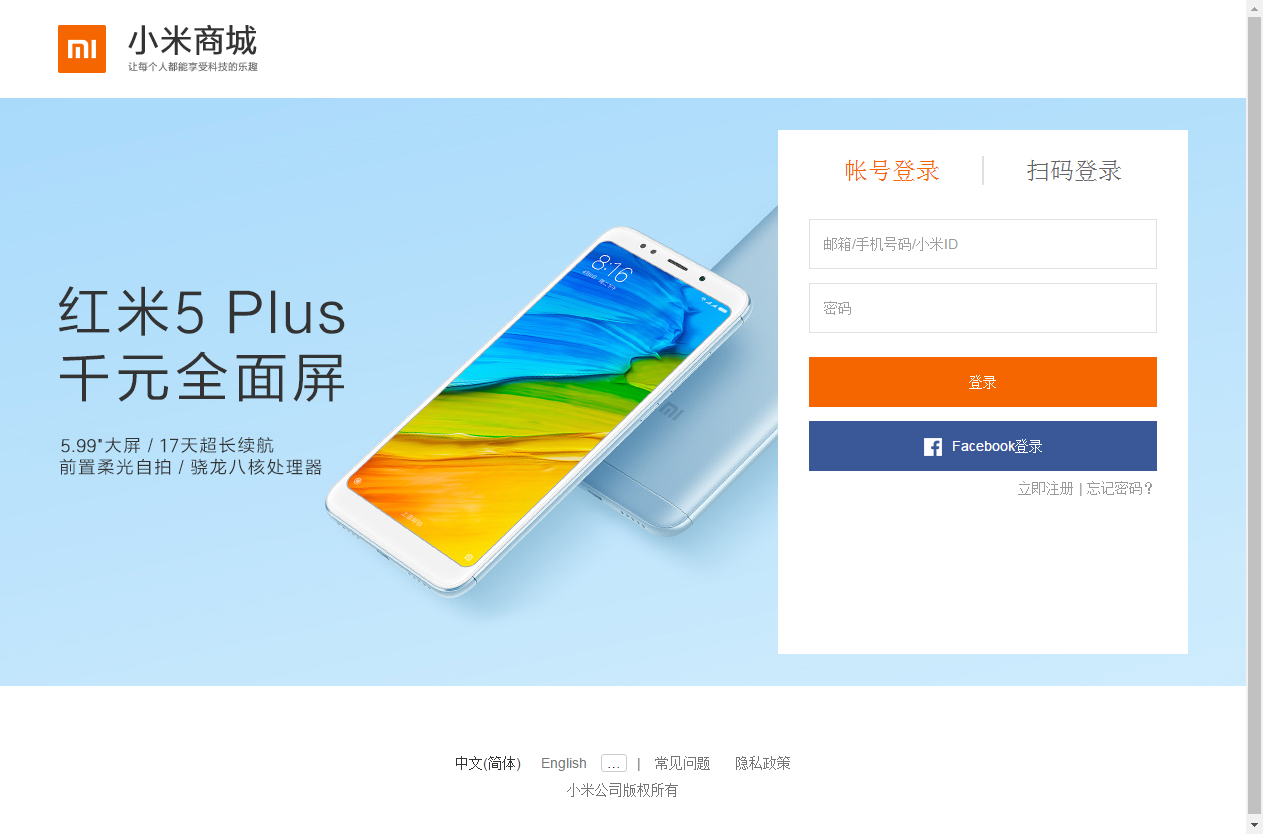 小米商城
让每个人都能享受科技的乐趣
帐号登录 扫码登录
邮箱/手机号码/小米ID
密码
登录
Facebook登录
立即注册 | 忘记密码?
红米5 Plus
千元全面屏
5.99"大屏 / 17天超长续航
前置柔光自拍 / 骁龙八核处理器
8:16
中文(简体) English ... | 常见问题 隐私政策
小米公司版权所有